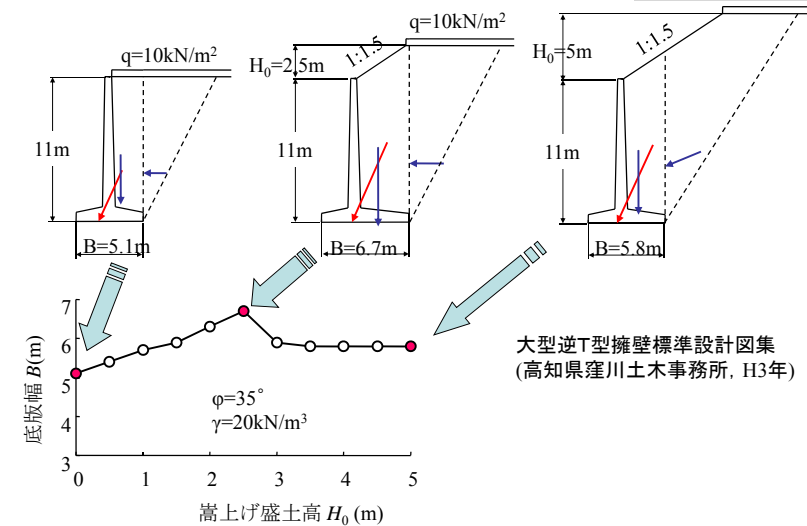 q=10kN/m²
11m
B=5.1m
q=10kN/m²
H₀=2.5m
1:1.5
11m
B=6.7m
H₀=5m
1:1.5
11m
B=5.8m
底版幅 B(m)
7
6
5
4
3
φ=35°
γ=20kN/m³
0
1
2
3
4
5
嵩上げ盛土高 H₀ (m)
大型逆T型擁壁標準設計図集
(高知県窪川土木事務所, H3年)